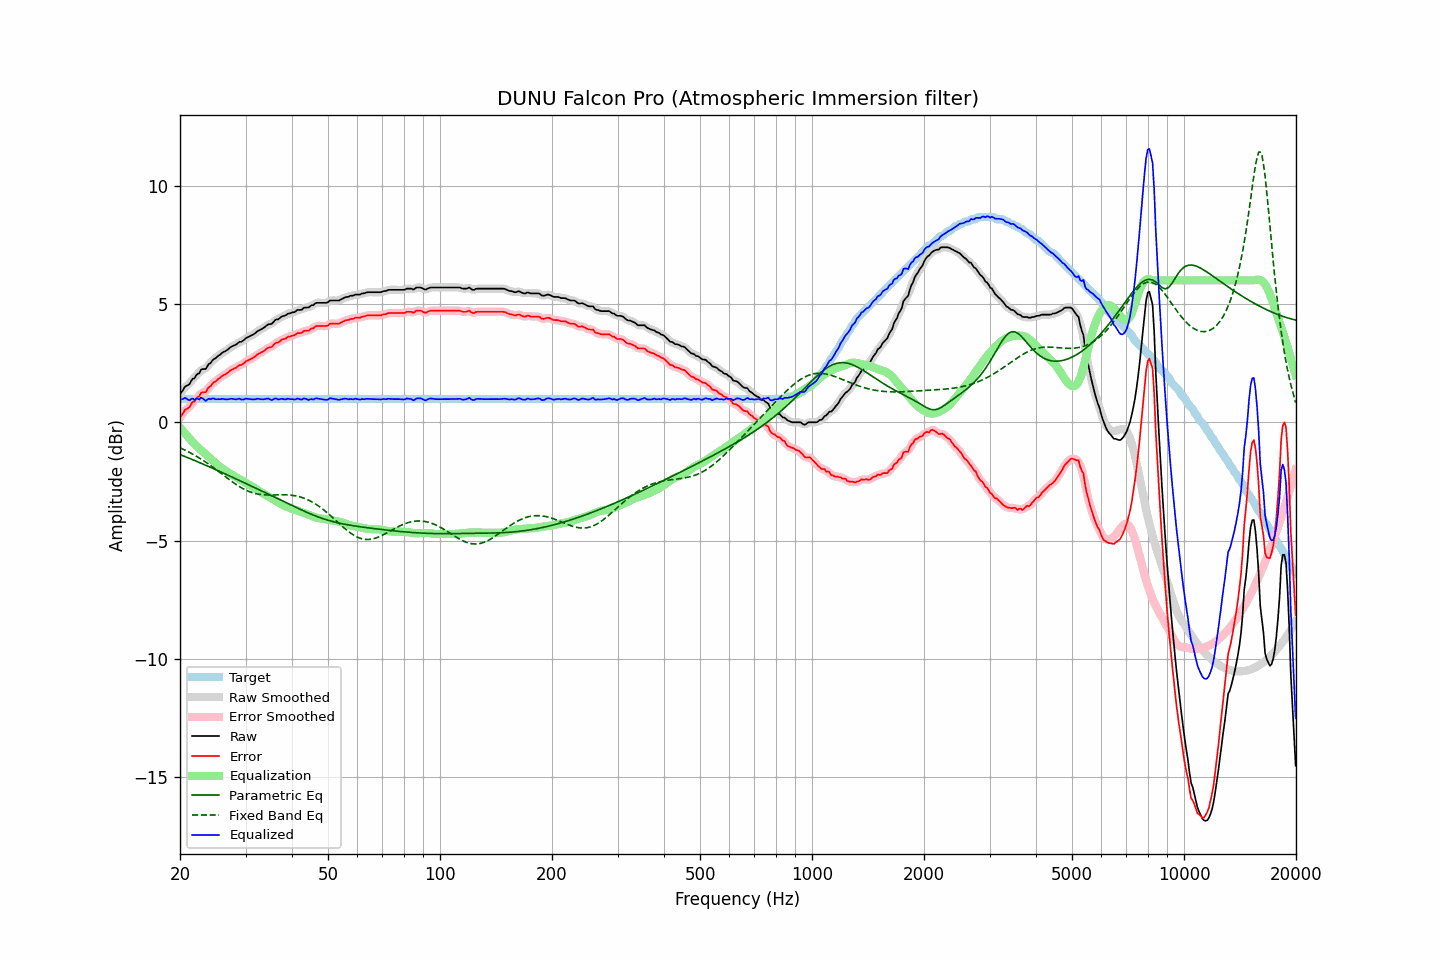 DUNU Falcon Pro (Atmospheric Immersion filter)
10
5
0
−5
−10
−15
Amplitude (dBr)
Target
Raw Smoothed
Error Smoothed
Raw
Error
Equalization
Parametric Eq
Fixed Band Eq
Equalized
20 50 100 200 500 1000 2000 5000 10000 20000
Frequency (Hz)